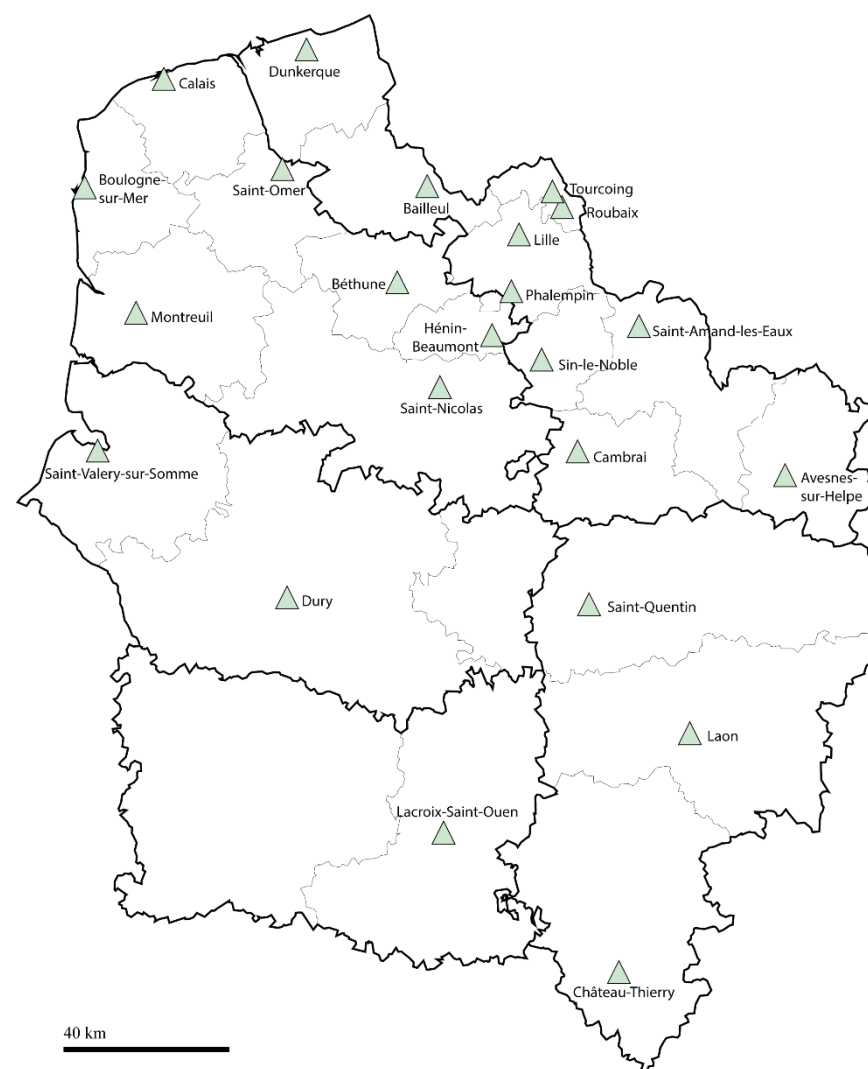 Dunkerque
Calais
Boulogne-
sur-Mer
Saint-Omer
Bailleul
Tourcoing
Roubaix
Lille
Béthune
Phalempin
Montreuil
Hénin-
Beaumont
Saint-Amand-les-Eaux
Sin-le-Noble
Saint-Nicolas
Saint-Valery-sur-Somme
Cambrai
Avesnes-
sur-Helpe
Dury
Saint-Quentin
Laon
Lacroix-Saint-Ouen
Château-Thierry
40 km